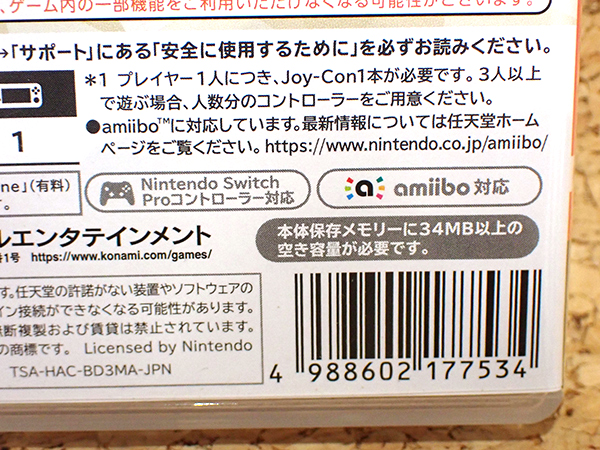 、ゲーム内の一部機能をご利用いただけなくなる可能性がございます。
→「サポート」にある「安全に使用するために」を必ずお読みください。
*1 プレイヤー1人につき、Joy-Con1本が必要です。3人以上
で遊ぶ場合、人数分のコントローラーをご用意ください。
1
●amiibo™に対応しています。最新情報については任天堂ホーム
ページをご覧ください。https://www.nintendo.co.jp/amiibo/
ne」(有料)
す。
Nintendo Switch
Proコントローラー対応
amiibo対応
ルエンタテインメント
番1号 https://www.konami.com/games/
本体保存メモリーに34MB以上の
空き容量が必要です。
す。任天堂の許諾がない装置やソフトウェアの
イン接続ができなくなる可能性があります。
無断複製および賃貸は禁止されています。
の商標です。 Licensed by Nintendo
TSA-HAC-BD3MA-JPN
4 988602 177534